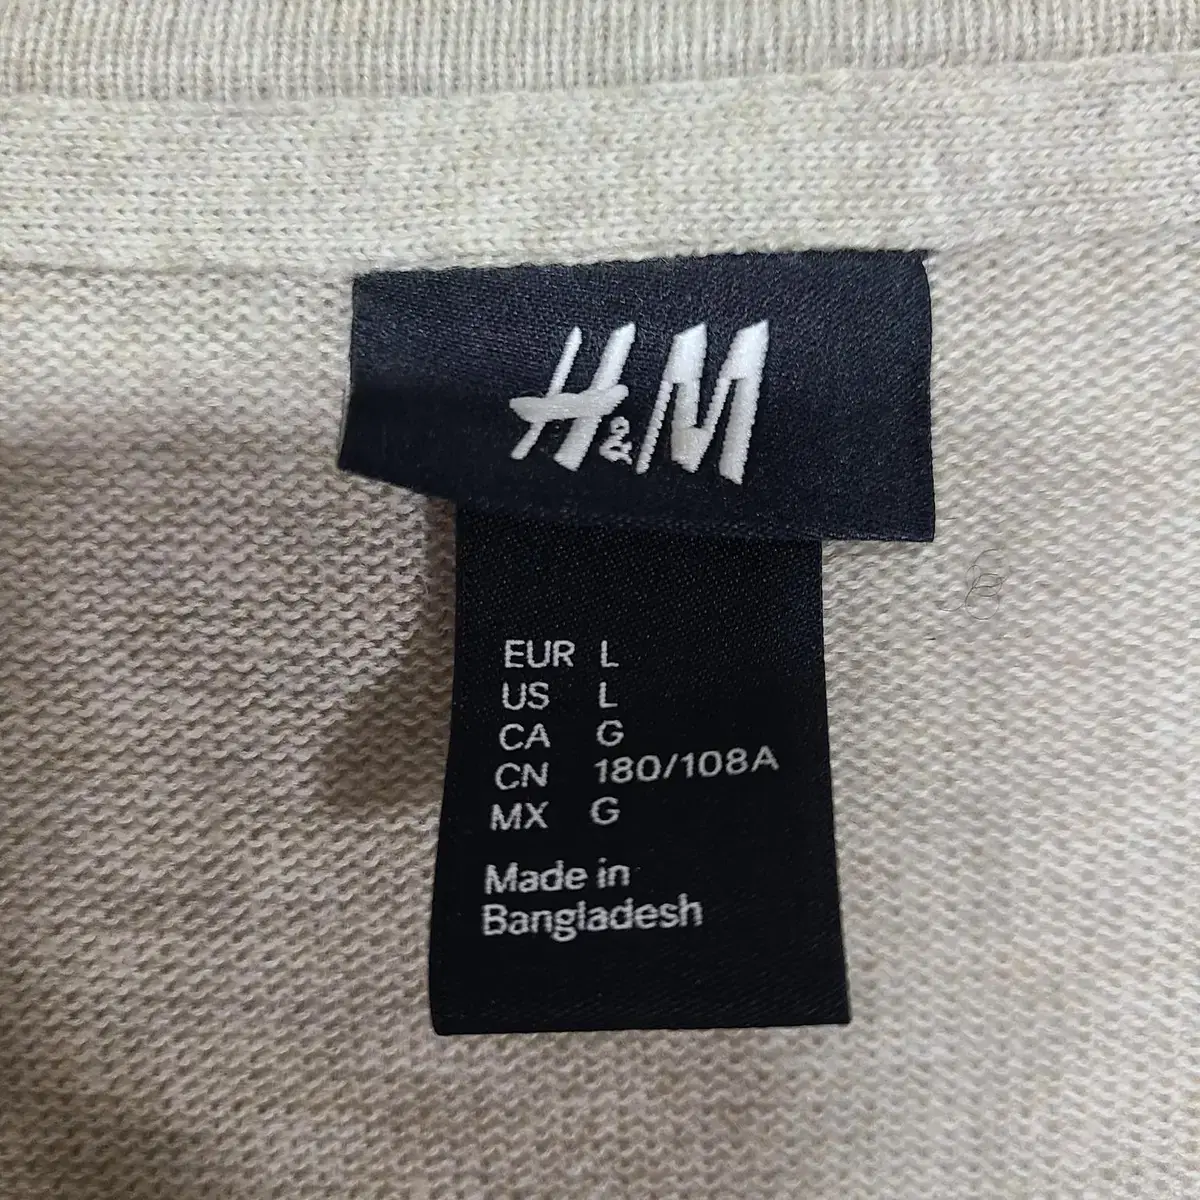 H&M
EUR L
US L
CA G
CN 180/108A
MX G
Made in
Bangladesh